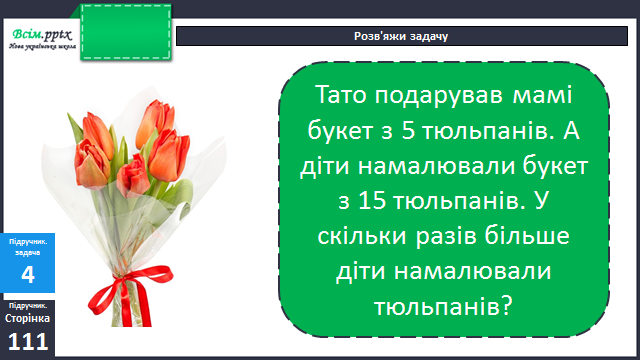 Всім.pptx
Нова українська школа
Розв'яжи задачу
Тато подарував мамі
букет з 5 тюльпанів. А
діти намалювали букет
з 15 тюльпанів. У
скільки разів більше
діти намалювали
тюльпанів?
Підручник.
задача
4
Підручник.
Сторінка
111